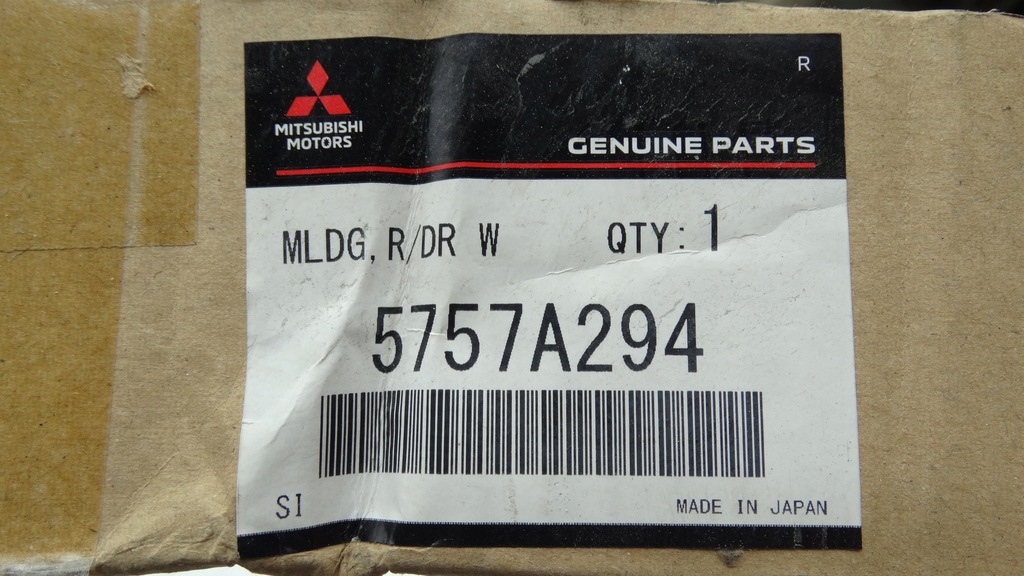 R
MITSUBISHI
MOTORS
GENUINE PARTS
MLDG, R/DR W QTY: 1
5757A294
SI MADE IN JAPAN